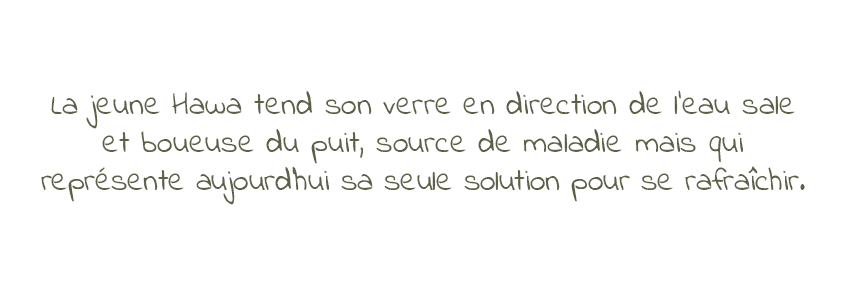 La jeune Hawa tend son verre en direction de l'eau sale
et boueuse du puit, source de maladie mais qui
représente aujourd'hui sa seule solution pour se rafraîchir.